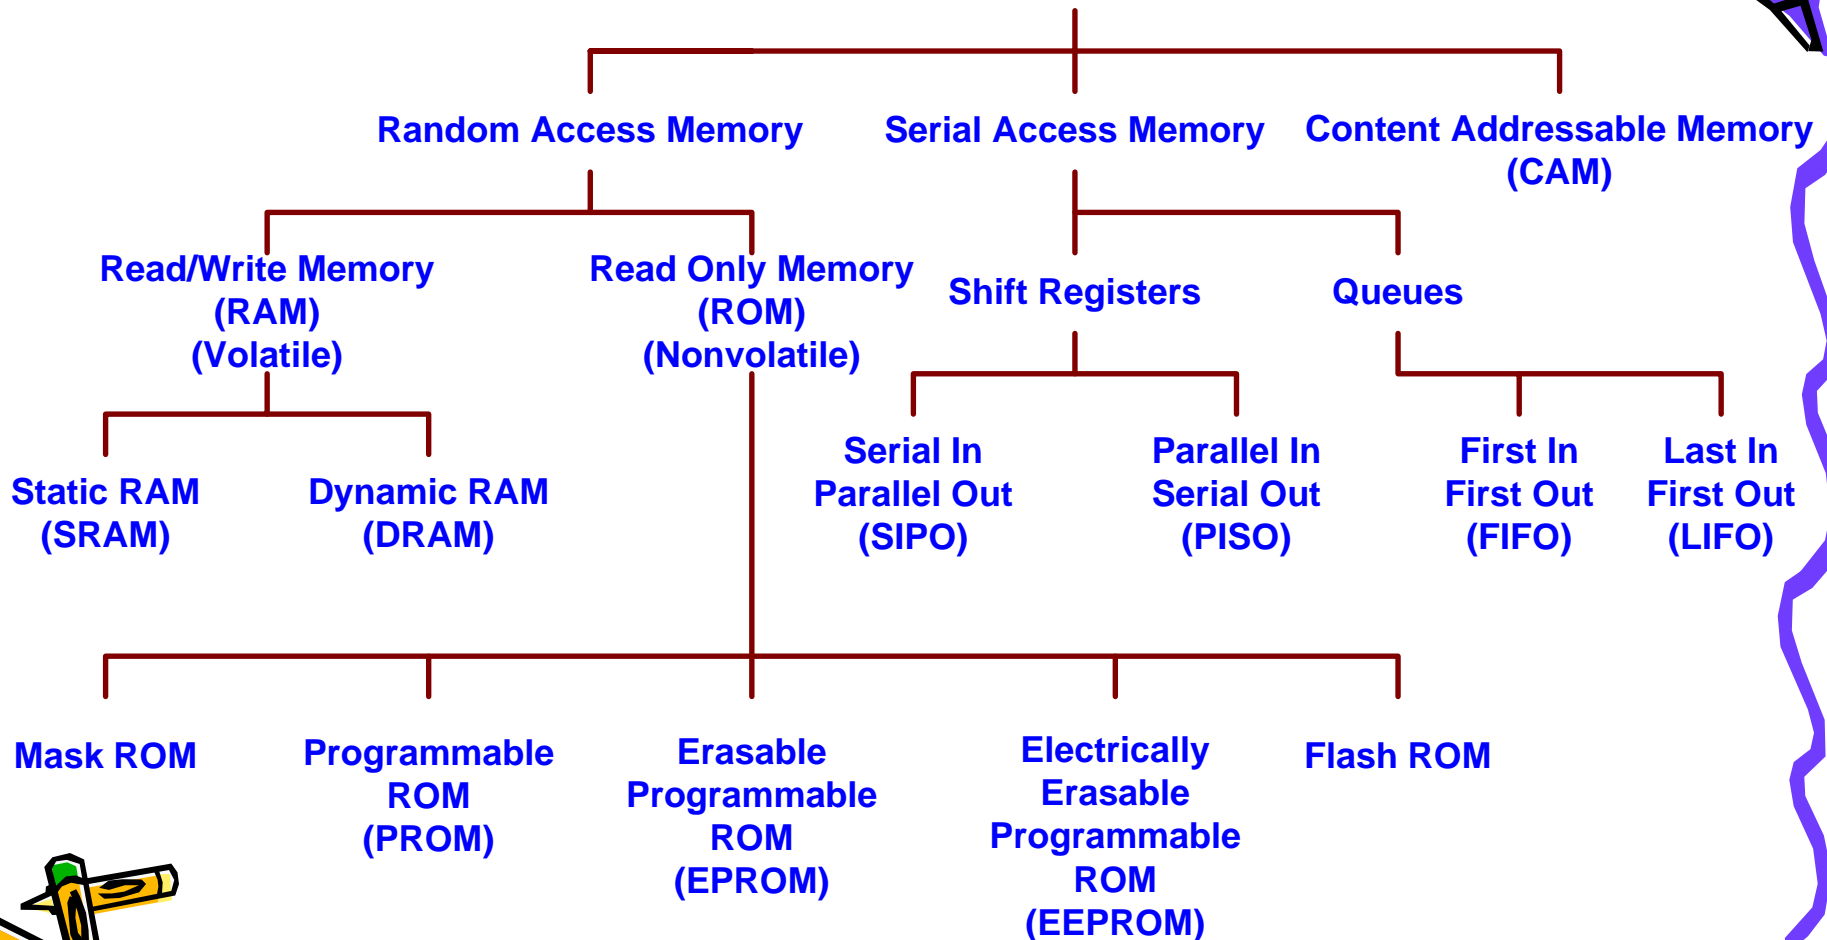 Random Access Memory
Serial Access Memory
Content Addressable Memory
(CAM)
Read/Write Memory
(RAM)
(Volatile)
Read Only Memory
(ROM)
(Nonvolatile)
Shift Registers
Queues
Static RAM
(SRAM)
Dynamic RAM
(DRAM)
Serial In
Parallel Out
(SIPO)
Parallel In
Serial Out
(PISO)
First In
First Out
(FIFO)
Last In
First Out
(LIFO)
Mask ROM
Programmable
ROM
(PROM)
Erasable
Programmable
ROM
(EPROM)
Electrically
Erasable
Programmable
ROM
(EEPROM)
Flash ROM